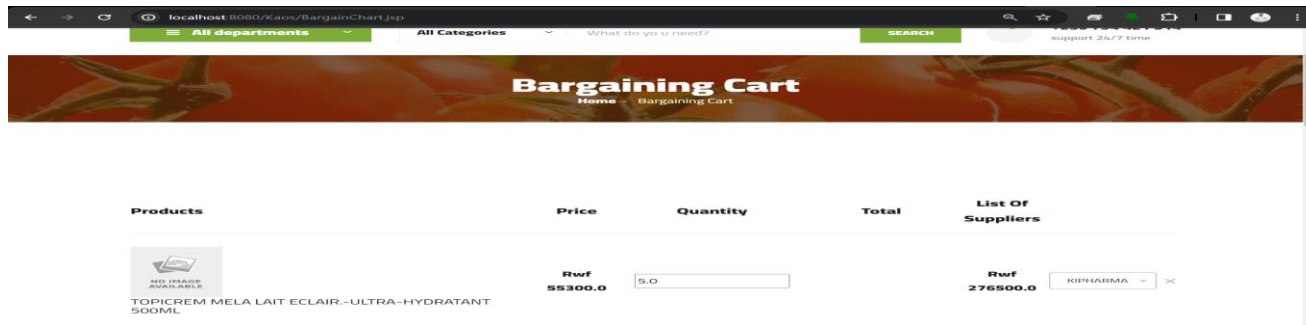 localhost:8080/Kaos/BargainChart.jsp
All departments
All Categories
What do yo u need?
SEARCH
support 24/7 time
Bargaining Cart
Home – Bargaining Cart
Products
Price
Quantity
Total
List Of
Suppliers
NO IMAGE
AVAILABLE
TOPICREM MELA LAIT ECLAIR.-ULTRA-HYDRATANT
500ML
Rwf
55300.0
5.0
Rwf
276500.0
KIPHARMA